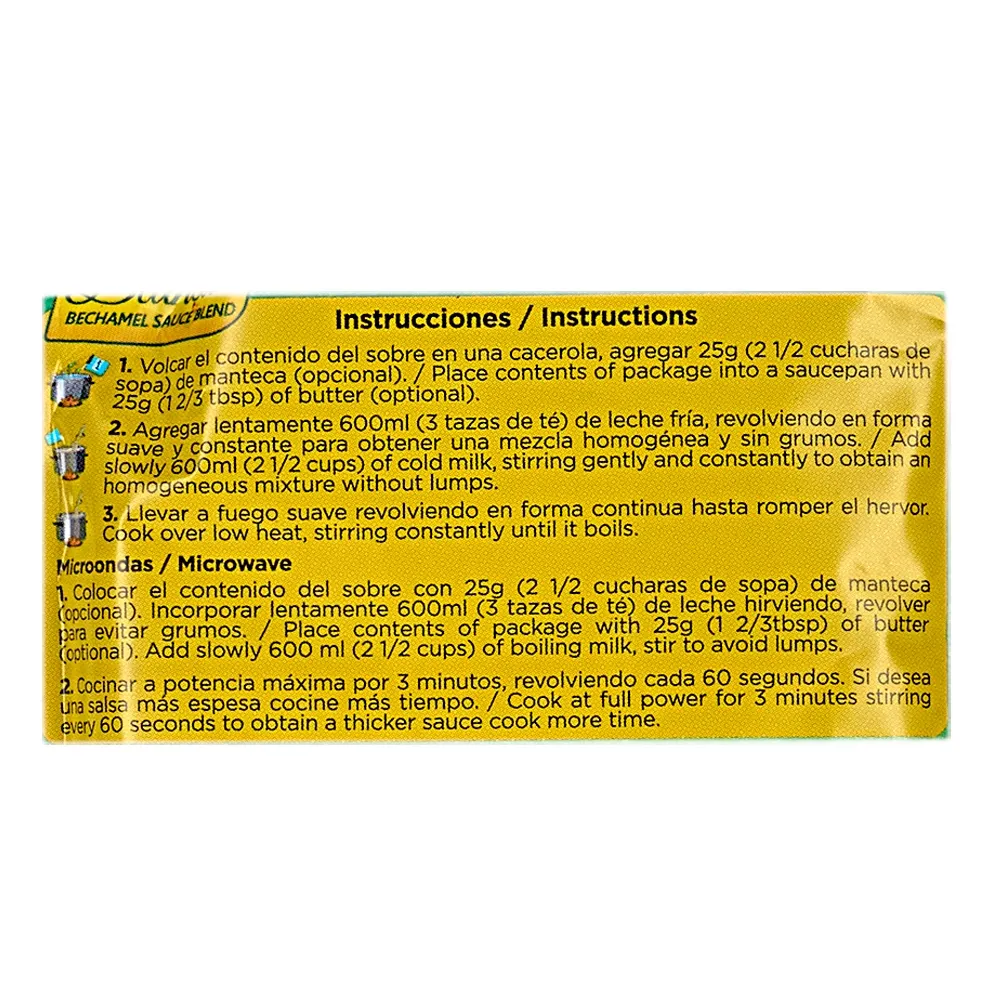 BECHAMEL SAUCE BLEND
Instrucciones / Instructions
1. Volcar el contenido del sobre en una cacerola, agregar 25g (2 1/2 cucharas de
sopa) de manteca (opcional). / Place contents of package into a saucepan with
25g (1 2/3 tbsp) of butter (optional).
2. Agregar lentamente 600ml (3 tazas de té) de leche fría, revolviendo en forma
suave y constante para obtener una mezcla homogénea y sin grumos. / Add
slowly 600ml (2 1/2 cups) of cold milk, stirring gently and constantly to obtain an
homogeneous mixture without lumps.
3. Llevar a fuego suave revolviendo en forma continua hasta romper el hervor.
Cook over low heat, stirring constantly until it boils.
Microondas / Microwave
1. Colocar el contenido del sobre con 25g (2 1/2 cucharas de sopa) de manteca
(opcional). Incorporar lentamente 600ml (3 tazas de té) de leche hirviendo, revolver
para evitar grumos. / Place contents of package with 25g (1 2/3tbsp) of butter
(optional). Add slowly 600 ml (2 1/2 cups) of boiling milk, stir to avoid lumps.
2. Cocinar a potencia máxima por 3 minutos, revolviendo cada 60 segundos. Si desea
una salsa más espesa cocine más tiempo. / Cook at full power for 3 minutes stirring
every 60 seconds to obtain a thicker sauce cook more time.